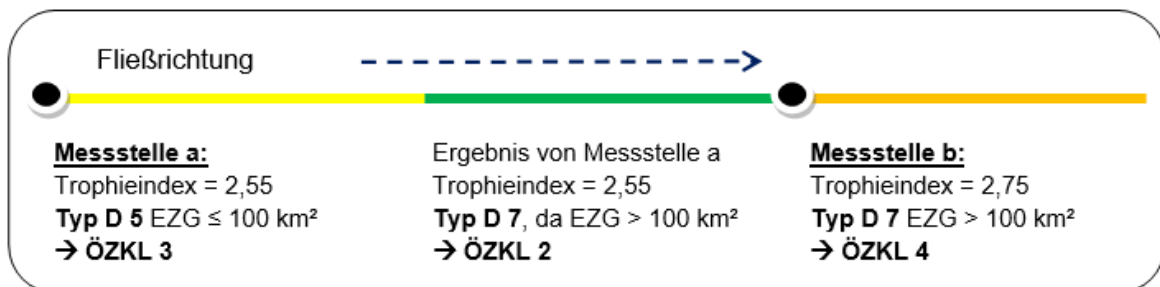 Fließrichtung
Messstelle a:
Trophieindex = 2,55
Typ D 5 EZG ≤ 100 km²
→ ÖZKL 3
Ergebnis von Messstelle a
Trophieindex = 2,55
Typ D 7, da EZG > 100 km²
→ ÖZKL 2
Messstelle b:
Trophieindex = 2,75
Typ D 7 EZG > 100 km²
→ ÖZKL 4